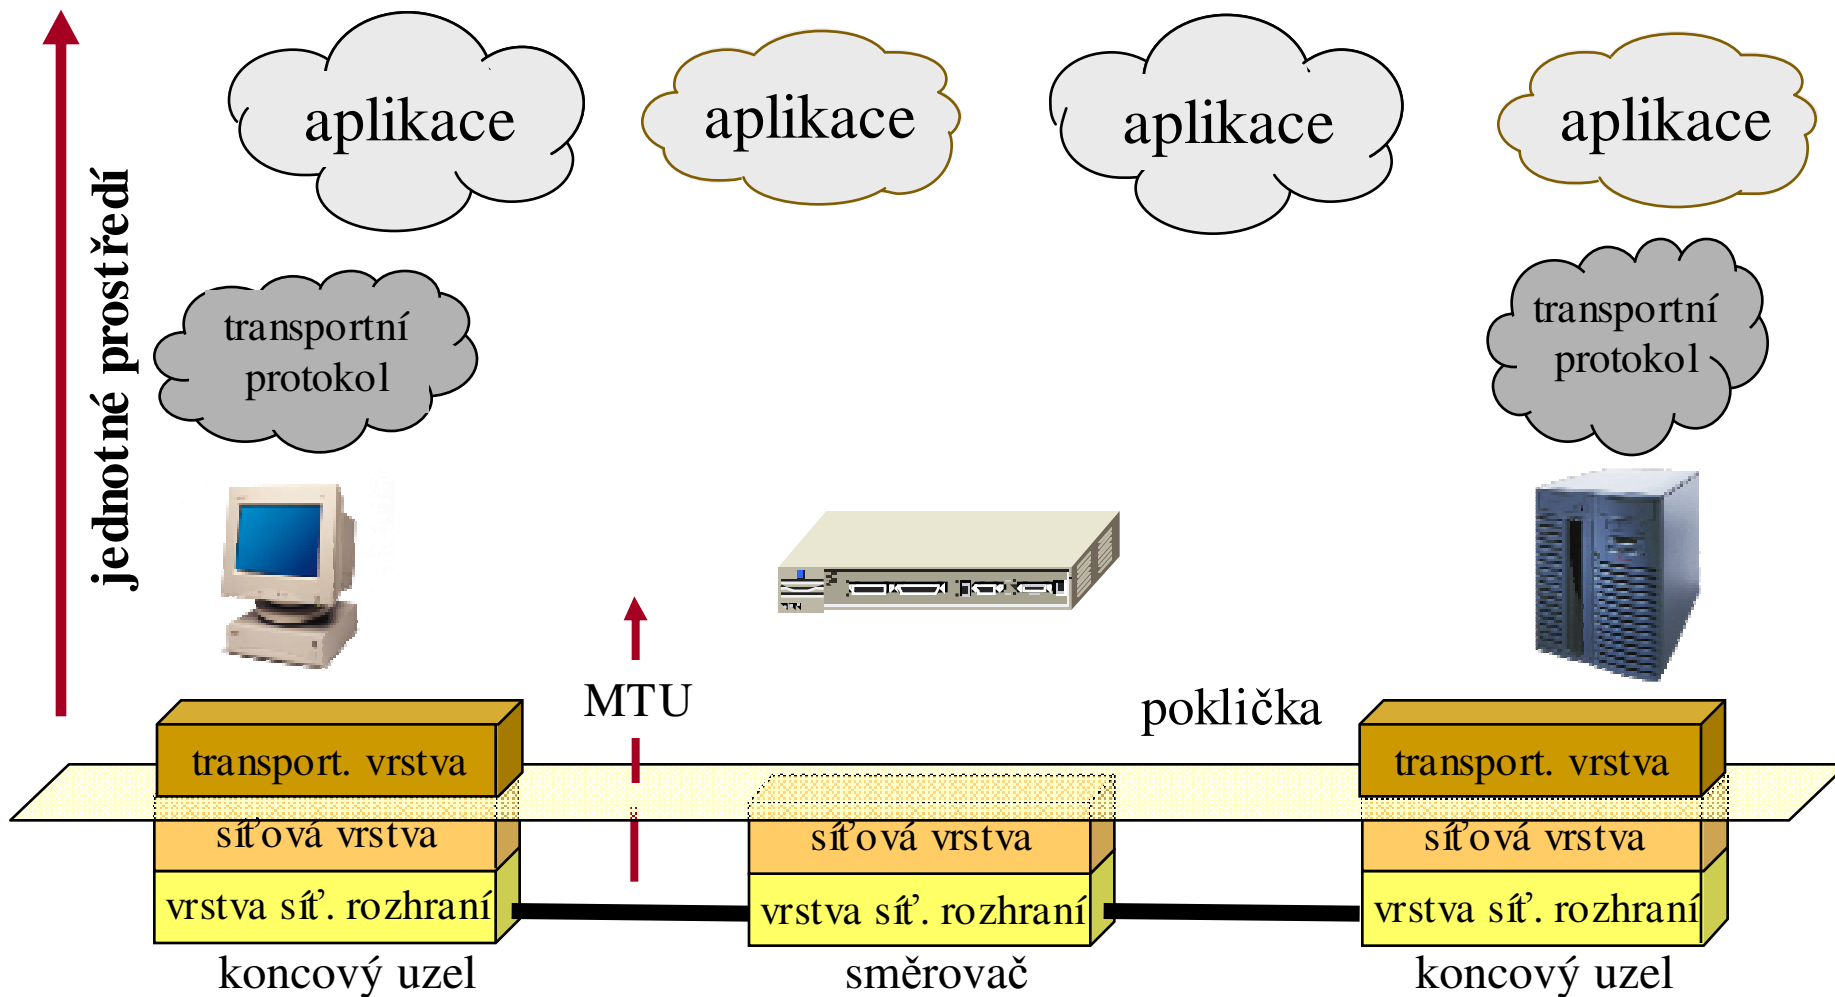 aplikace
aplikace
aplikace
aplikace
jednotné prostředí
transportní
protokol
transportní
protokol
MTU
poklička
transport. vrstva
transport. vrstva
síťová vrstva
síťová vrstva
síťová vrstva
vrstva síť. rozhraní
vrstva síť. rozhraní
vrstva síť. rozhraní
koncový uzel
směrovač
koncový uzel